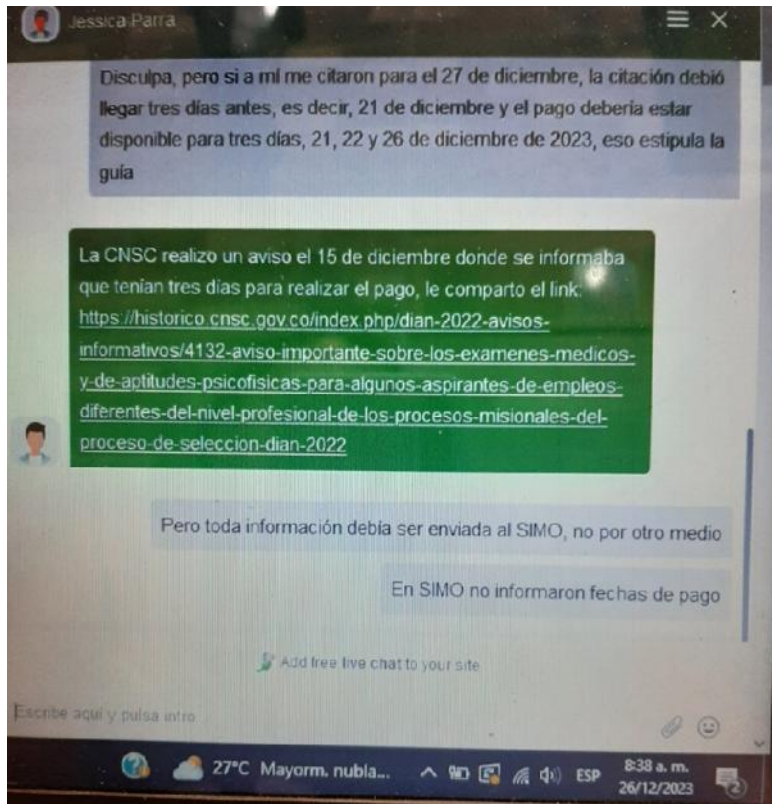 Jessica Parra
Disculpa, pero si a mí me citaron para el 27 de diciembre, la citación debió
llegar tres días antes, es decir, 21 de diciembre y el pago debería estar
disponible para tres días, 21, 22 y 26 de diciembre de 2023, eso estipula la
guía
La CNSC realizo un aviso el 15 de diciembre donde se informaba
que tenían tres días para realizar el pago, le comparto el link:
https://historico.cnsc.gov.co/index.php/dian-2022-avisos-
informativos/4132-aviso-importante-sobre-los-examenes-medicos-
y-de-aptitudes-psicofisicas-para-algunos-aspirantes-de-empleos-
diferentes-del-nivel-profesional-de-los-procesos-misionales-del-
proceso-de-seleccion-dian-2022
Pero toda información debía ser enviada al SIMO, no por otro medio
En SIMO no informaron fechas de pago
Add free live chat to your site
Escribe aquí y pulsa intro
27°C Mayorm. nubla... ESP 8:38 a. m.
26/12/2023
2